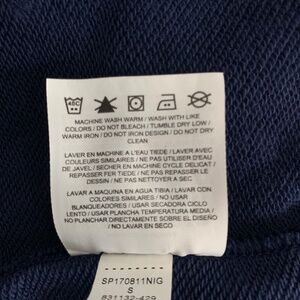 40C
MACHINE WASH WARM / WASH WITH LIKE
COLORS / DO NOT BLEACH / TUMBLE DRY LOW /
WARM IRON / DO NOT IRON DESIGN / DO NOT DRY
CLEAN
LAVER EN MACHINE A L'EAU TIEDE / LAVER AVEC
COULEURS SIMILAIRES / NE PAS UTILISER D'EAU
DE JAVEL / SECHER EN MACHINE CYCLE DELICAT /
REPASSER FER TIEDE / NE PAS REPASSER LE
DESSIN / NE PAS NETTOYER A SEC
LAVAR A MAQUINA EN AGUA TIBIA / LAVAR CON
COLORES SIMILARES / NO USAR
BLANQUEADORES / USAR SECADORA CICLO
LENTO / USAR PLANCHA TEMPERATURA MEDIA /
NO PLANCHAR DIRECTAMENTE SOBRE EL DISEÑO
/ NO LAVAR EN SECO
SP170811NIG
S
831132-429